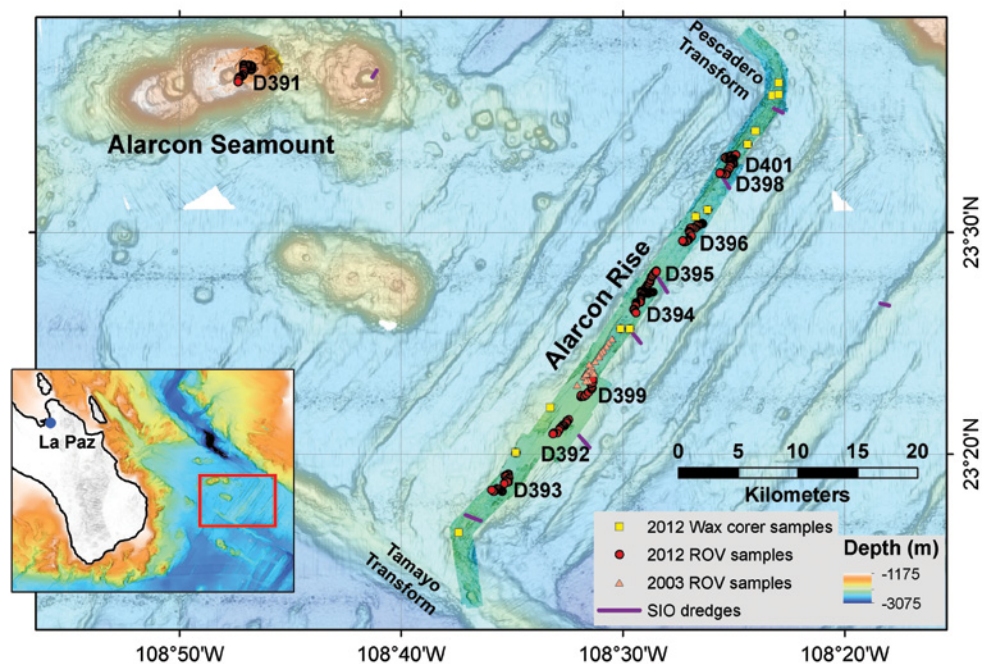 Pescadero
Transform
D391
Alarcon Seamount
D401
D398
D396
D395
D394
Alarcon Rise
D399
D392
D393
Tamayo
Transform
23°30'N
23°20'N
La Paz
0 5 10 15 20
Kilometers
2012 Wax corer samples
2012 ROV samples
2003 ROV samples
SIO dredges
Depth (m)
-1175
-3075
108°50'W 108°40'W 108°30'W 108°20'W